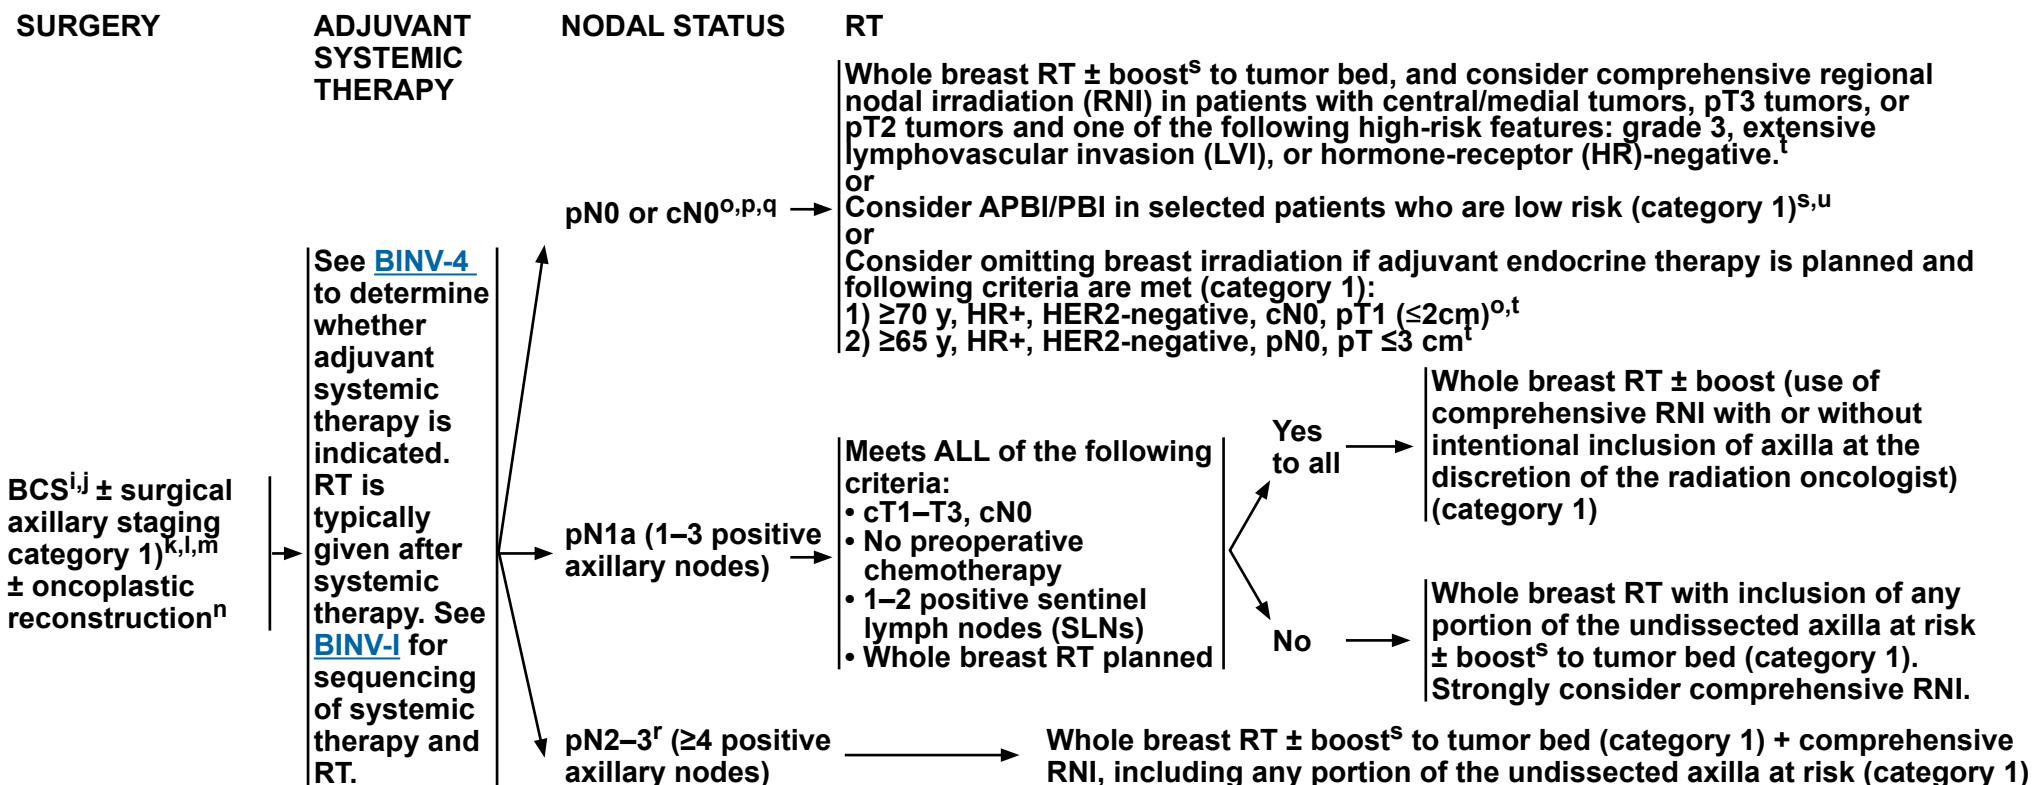 SURGERY
ADJUVANT
SYSTEMIC
THERAPY
NODAL STATUS
RT
BCSi,j ± surgical
axillary staging
category 1)k,l,m
± oncoplastic
reconstructionn
See BINV-4
to determine
whether
adjuvant
systemic
therapy is
indicated.
RT is
typically
given after
systemic
therapy. See
BINV-I for
sequencing
of systemic
therapy and
RT.
pN0 or cN0o,p,q
Whole breast RT ± boosts to tumor bed, and consider comprehensive regional
nodal irradiation (RNI) in patients with central/medial tumors, pT3 tumors, or
pT2 tumors and one of the following high-risk features: grade 3, extensive
lymphovascular invasion (LVI), or hormone-receptor (HR)-negative.t
or
Consider APBI/PBI in selected patients who are low risk (category 1)s,u
or
Consider omitting breast irradiation if adjuvant endocrine therapy is planned and
following criteria are met (category 1):
1) ≥70 y, HR+, HER2-negative, cN0, pT1 (≤2cm)o,t
2) ≥65 y, HR+, HER2-negative, pN0, pT ≤3 cmt
pN1a (1–3 positive
axillary nodes)
Meets ALL of the following
criteria:
• cT1–T3, cN0
• No preoperative
chemotherapy
• 1–2 positive sentinel
lymph nodes (SLNs)
• Whole breast RT planned
Yes
to all
Whole breast RT ± boost (use of
comprehensive RNI with or without
intentional inclusion of axilla at the
discretion of the radiation oncologist)
(category 1)
No
Whole breast RT with inclusion of any
portion of the undissected axilla at risk
± boosts to tumor bed (category 1).
Strongly consider comprehensive RNI.
pN2–3r (≥4 positive
axillary nodes)
Whole breast RT ± boosts to tumor bed (category 1) + comprehensive
RNI, including any portion of the undissected axilla at risk (category 1)